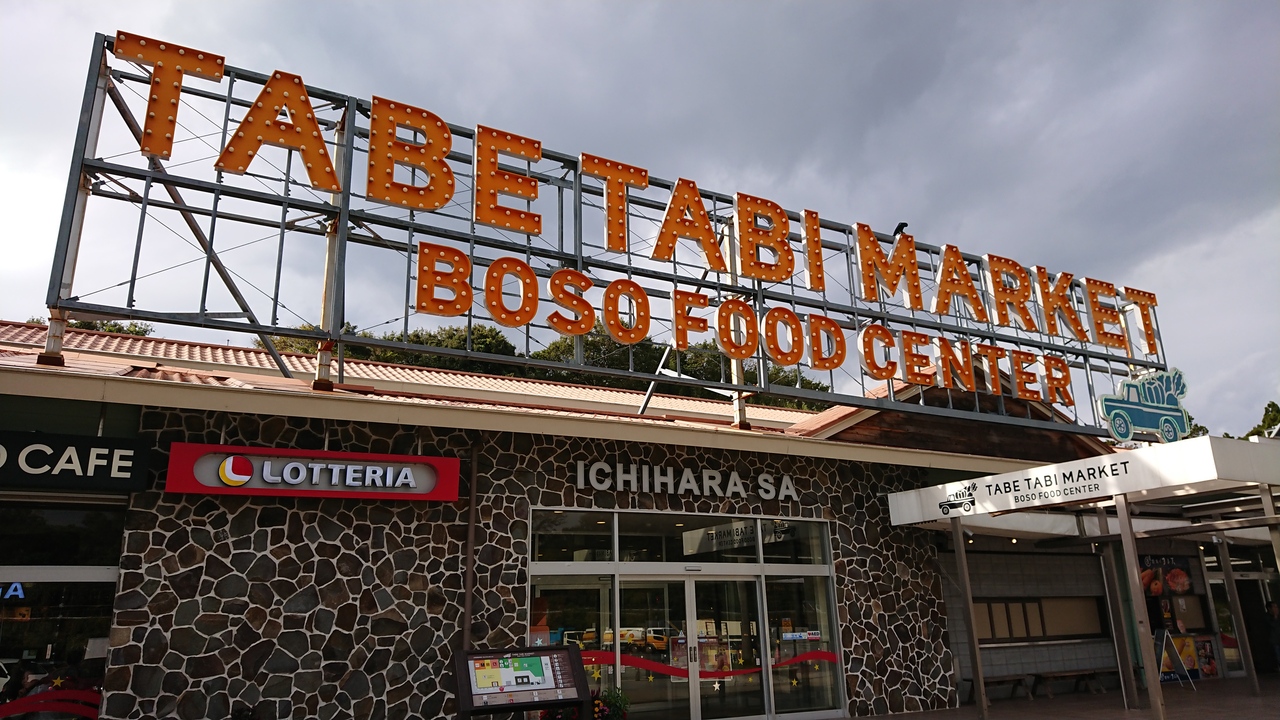 TABE TABI MARKET
BOSO FOOD CENTER
CAFE
LOTTERIA
ICHIHARA SA
TABE TABI MARKET
BOSO FOOD CENTER